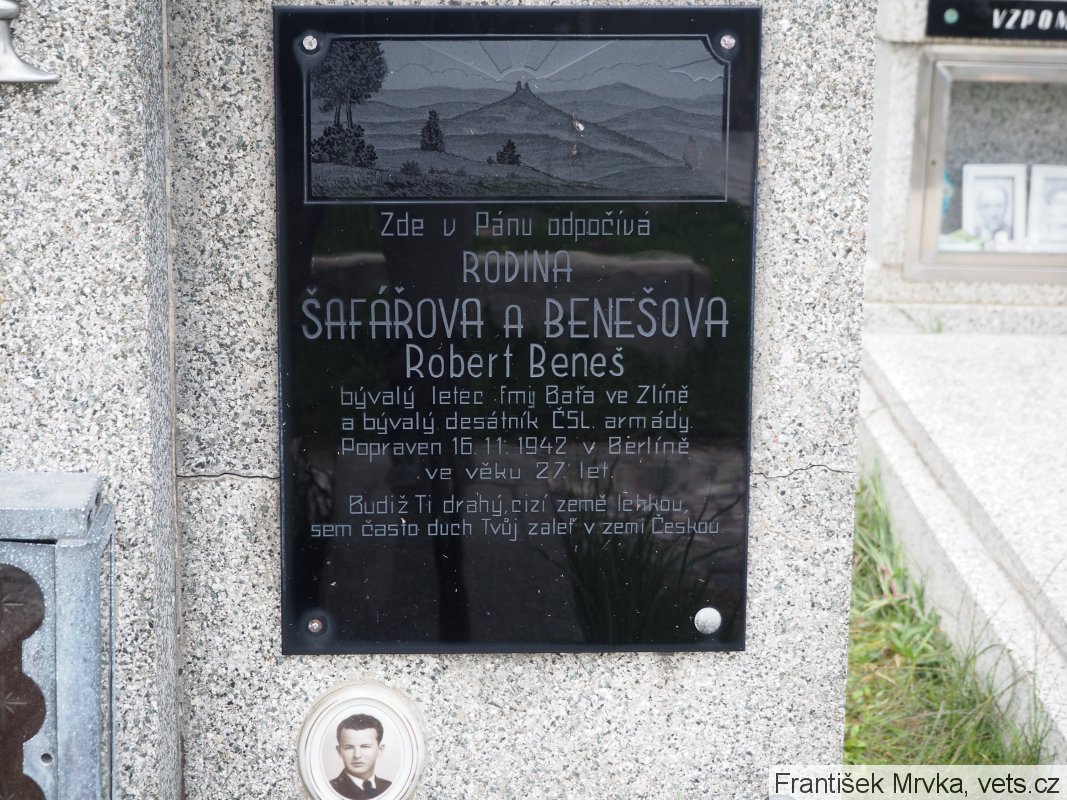 VZPOM
Zde v Pánu odpočívá
RODINA
ŠAFÁŘOVA A BENEŠOVA
Robert Beneš
bývalý letec fmy Baťa ve Zlíně
a bývalý desátník ČSL. armády.
Popraven 16. 11. 1942 v Berlíně
ve věku 27 let.
Budiž Ti drahý, cizí země lehkou,
sem často duch Tvůj zaleť v zemi Českou.
František Mrvka, vets.cz